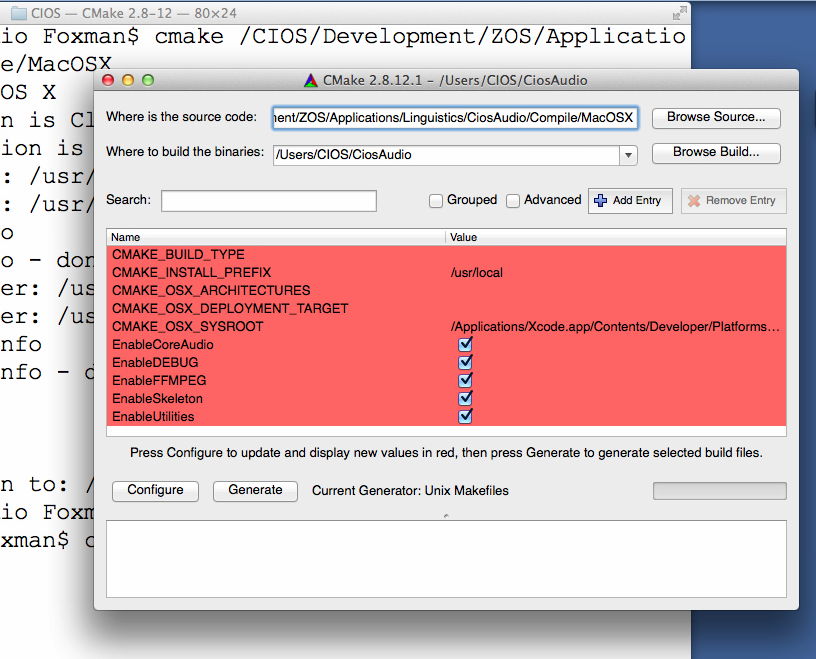 CIOS — CMake 2.8-12 — 80×24
io Foxman$ cmake /CIOS/Development/ZOS/Applicatio
e/MacOSX
OS X
n is Cl
ion is
: /usr/
: /usr/
o
o - don
er: /us
er: /us
nfo
nfo - d
n to: /
io Foxm
xman$ c
CMake 2.8.12.1 - /Users/CIOS/CiosAudio
Where is the source code: nent/ZOS/Applications/Linguistics/CiosAudio/Compile/MacOSX Browse Source...
Where to build the binaries: /Users/CIOS/CiosAudio Browse Build...
Search: Grouped Advanced Add Entry Remove Entry
Name Value
CMAKE_BUILD_TYPE
CMAKE_INSTALL_PREFIX /usr/local
CMAKE_OSX_ARCHITECTURES
CMAKE_OSX_DEPLOYMENT_TARGET
CMAKE_OSX_SYSROOT /Applications/Xcode.app/Contents/Developer/Platforms...
EnableCoreAudio
EnableDEBUG
EnableFFMPEG
EnableSkeleton
EnableUtilities
Press Configure to update and display new values in red, then press Generate to generate selected build files.
Configure Generate Current Generator: Unix Makefiles